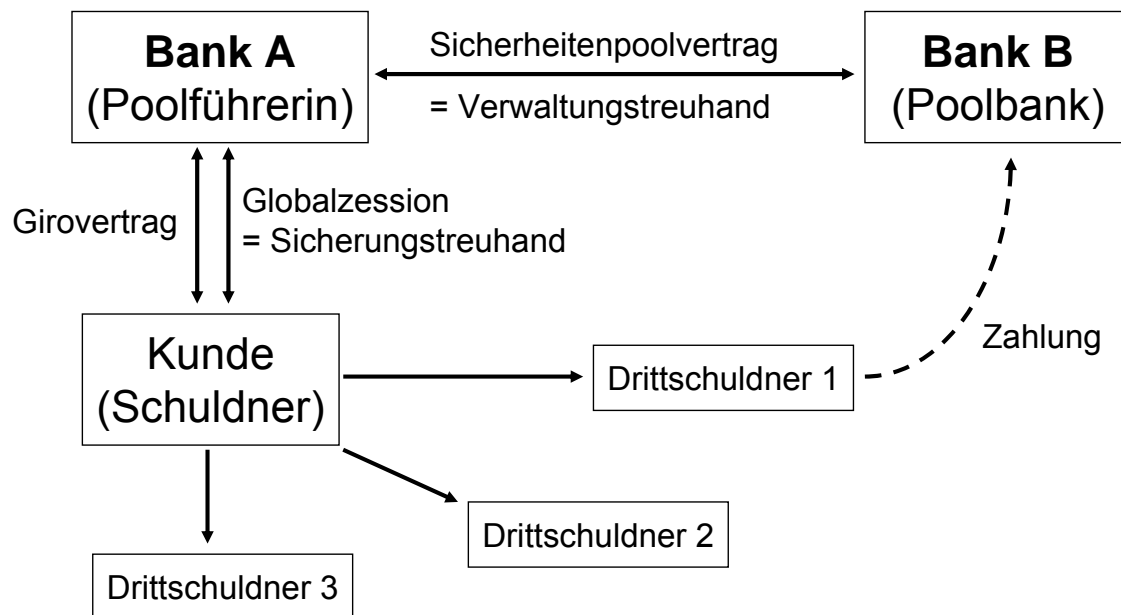 Bank A
(Poolführerin)
Sicherheitenpoolvertrag
= Verwaltungstreuhand
Bank B
(Poolbank)
Girovertrag
Globalzession
= Sicherungstreuhand
Zahlung
Kunde
(Schuldner)
Drittschuldner 1
Drittschuldner 2
Drittschuldner 3